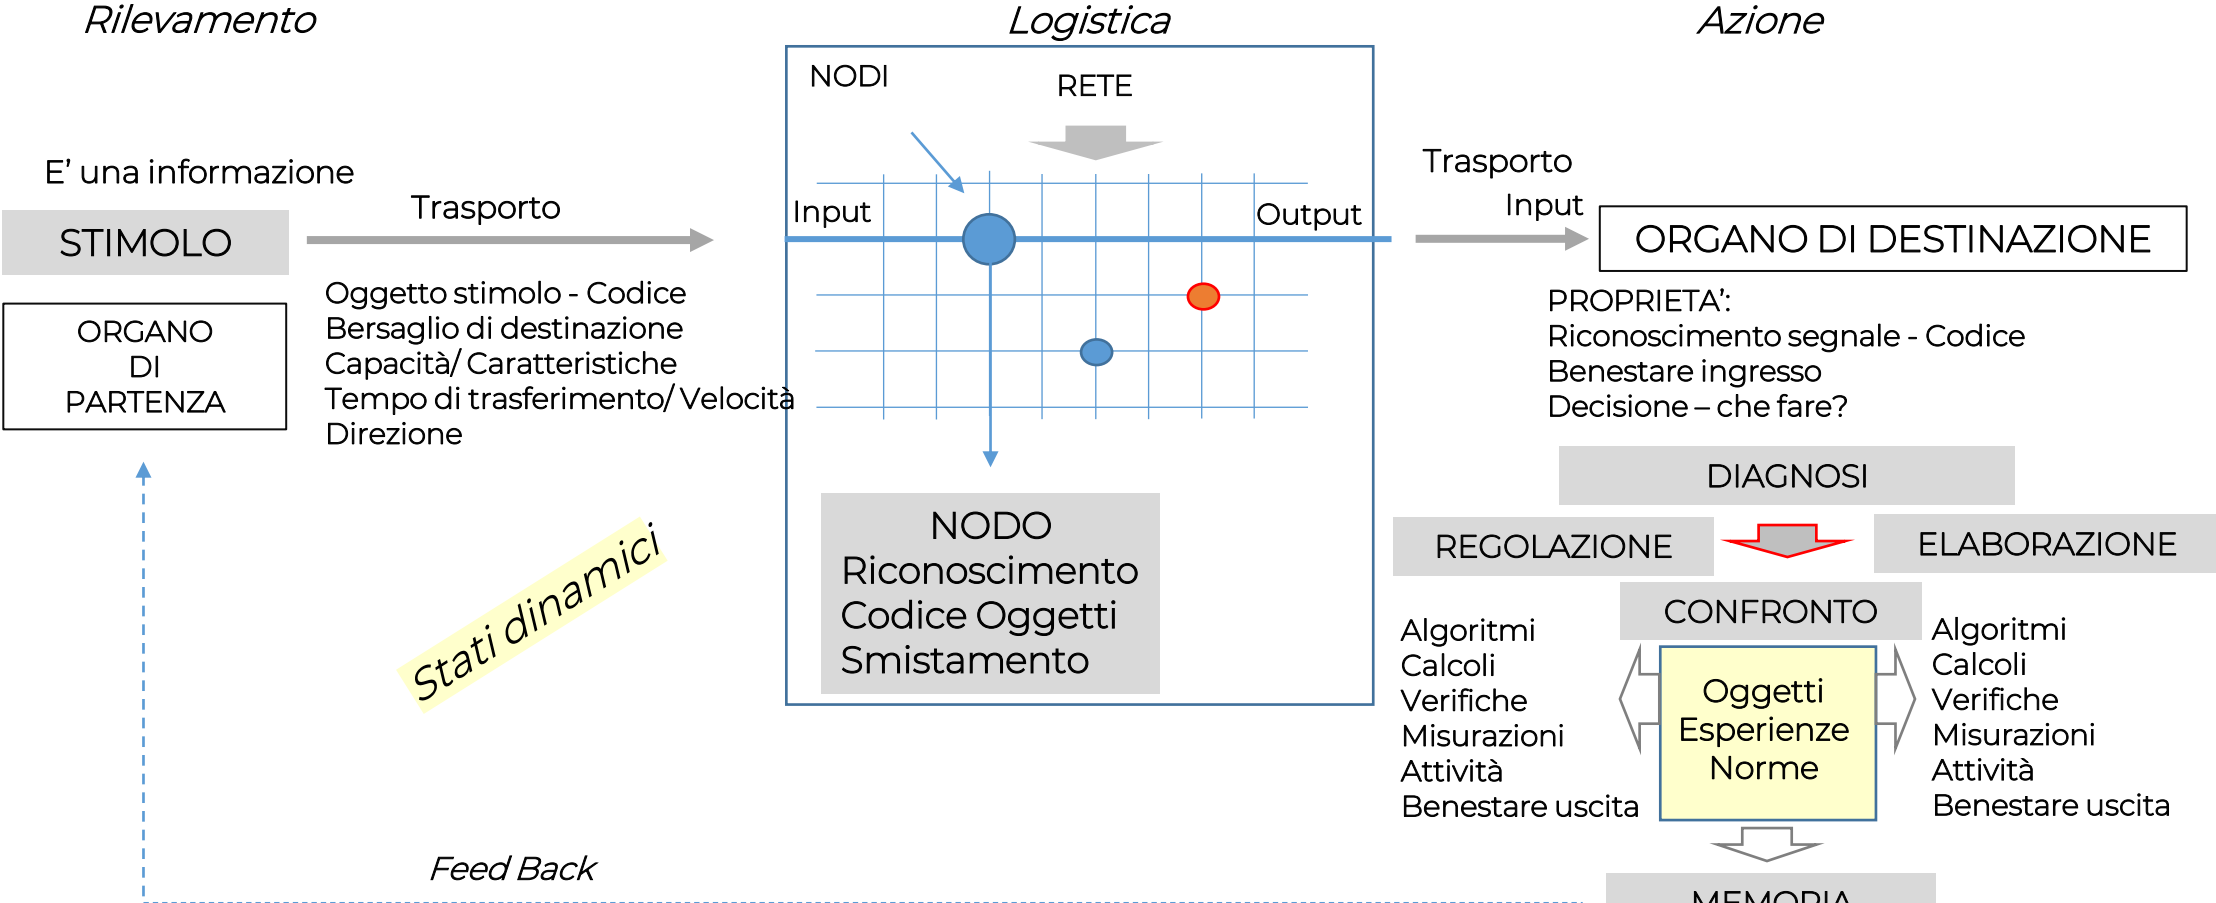 Rilevamento
Logistica
Azione
E’ una informazione
STIMOLO
ORGANO
DI
PARTENZA
Trasporto
Oggetto stimolo - Codice
Bersaglio di destinazione
Capacità/ Caratteristiche
Tempo di trasferimento/ Velocità
Direzione
Stati dinamici
NODI
RETE
Input
Output
NODO
Riconoscimento
Codice Oggetti
Smistamento
Trasporto
Input
ORGANO DI DESTINAZIONE
PROPRIETA’:
Riconoscimento segnale - Codice
Benestare ingresso
Decisione – che fare?
DIAGNOSI
REGOLAZIONE
ELABORAZIONE
CONFRONTO
Algoritmi
Calcoli
Verifiche
Misurazioni
Attività
Benestare uscita
Oggetti
Esperienze
Norme
Algoritmi
Calcoli
Verifiche
Misurazioni
Attività
Benestare uscita
Feed Back
MEMORIA